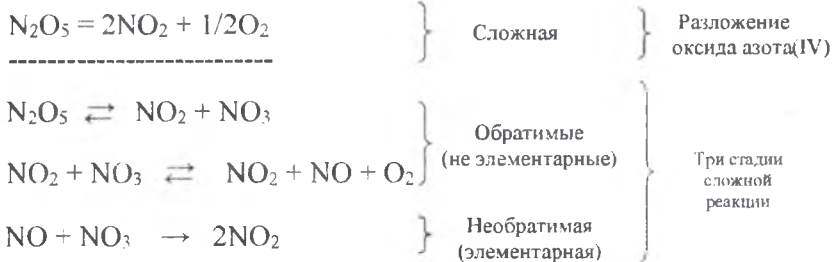 N₂O₅ = 2NO₂ + 1/2O₂
Сложная
Разложение
оксида азота(IV)
N₂O₅ ⇄ NO₂ + NO₃
NO₂ + NO₃ ⇄ NO₂ + NO + O₂
Обратимые
(не элементарные)
NO + NO₃ → 2NO₂
Необратимая
(элементарная)
Три стадии
сложной
реакции